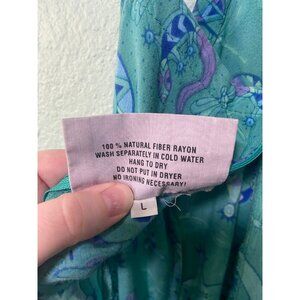 100 % NATURAL FIBER RAYON
WASH SEPARATELY IN COLD WATER
HANG TO DRY
DO NOT PUT IN DRYER
NO IRONING NECESSARY!
L